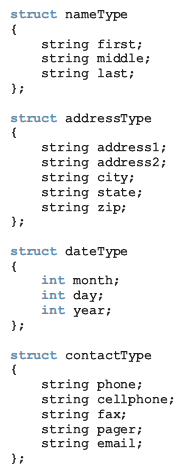 struct nameType
{
    string first;
    string middle;
    string last;
};
struct addressType
{
    string address1;
    string address2;
    string city;
    string state;
    string zip;
};
struct dateType
{
    int month;
    int day;
    int year;
};
struct contactType
{
    string phone;
    string cellphone;
    string fax;
    string pager;
    string email;
};